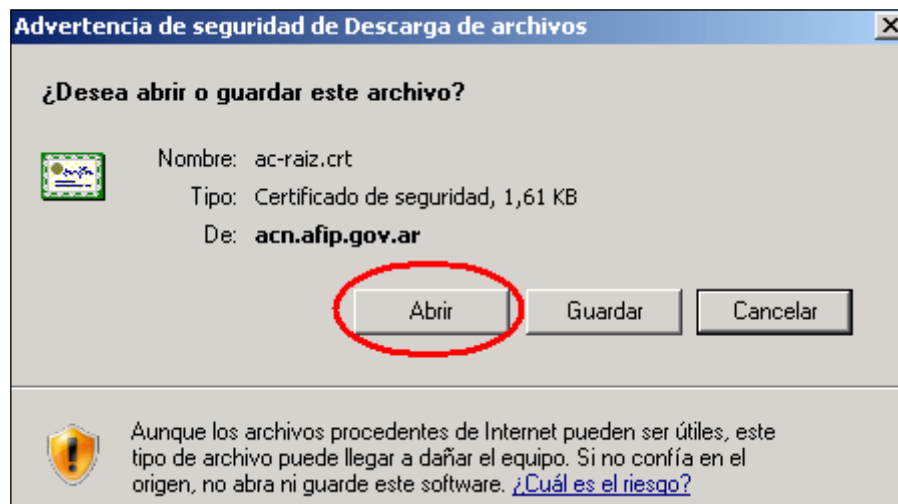 Advertencia de seguridad de Descarga de archivos
¿Desea abrir o guardar este archivo?
Nombre: ac-raiz.crt
Tipo: Certificado de seguridad, 1,61 KB
De: acn.afip.gov.ar
Abrir Guardar Cancelar
Aunque los archivos procedentes de Internet pueden ser útiles, este
tipo de archivo puede llegar a dañar el equipo. Si no confía en el
origen, no abra ni guarde este software. ¿Cuál es el riesgo?